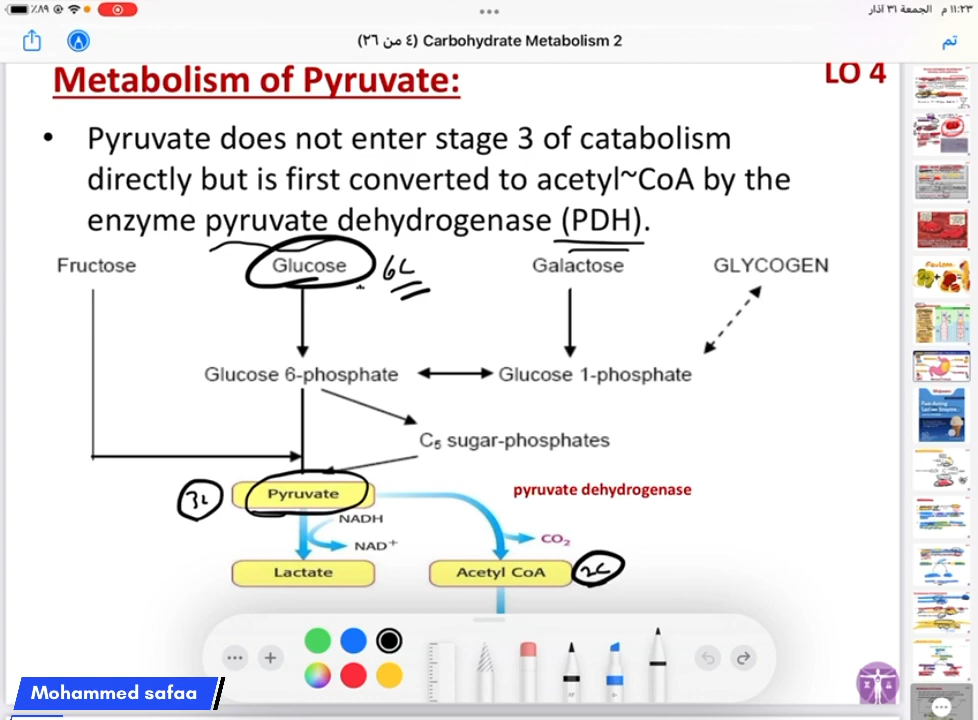 ٪٨٩
١١:٢٣ م الجمعة ٣١ آذار
Carbohydrate Metabolism 2 (٤ من ٢٦)
تم
Metabolism of Pyruvate:
LO 4
• Pyruvate does not enter stage 3 of catabolism
directly but is first converted to acetyl~CoA by the
enzyme pyruvate dehydrogenase (PDH).
Fructose Glucose 6C Galactose GLYCOGEN
Glucose 6-phosphate Glucose 1-phosphate
C5 sugar-phosphates
3C Pyruvate pyruvate dehydrogenase
NADH
NAD+ CO2
Lactate Acetyl CoA 2C
Mohammed safaa